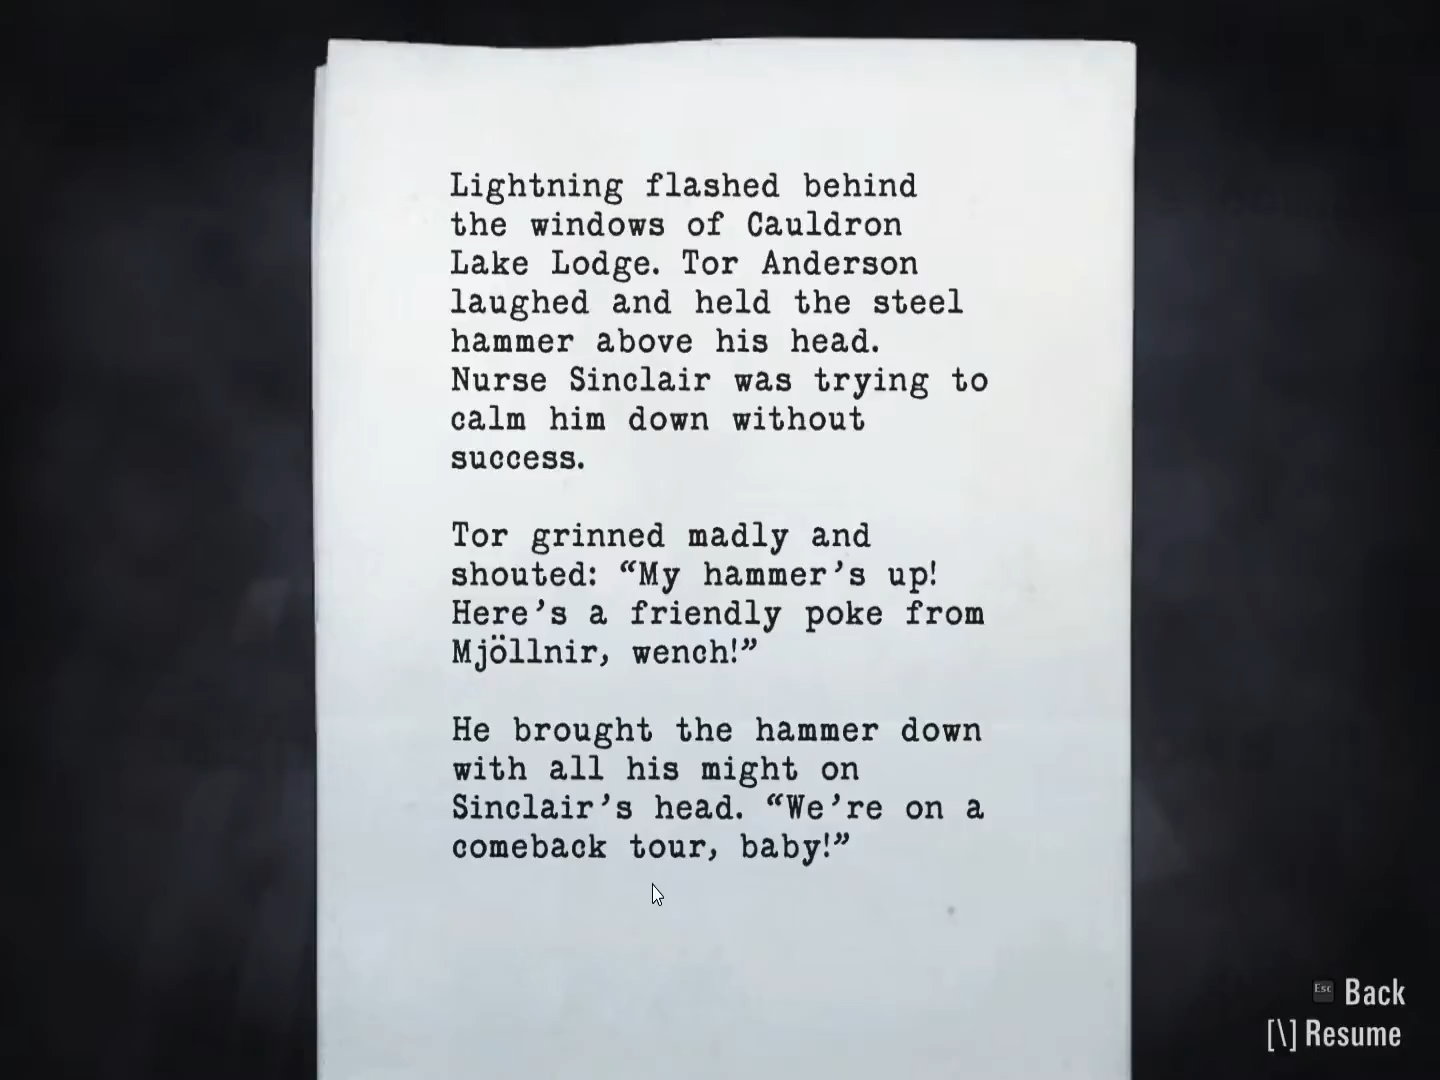 Lightning flashed behind
the windows of Cauldron
Lake Lodge. Tor Anderson
laughed and held the steel
hammer above his head.
Nurse Sinclair was trying to
calm him down without
success.
Tor grinned madly and
shouted: “My hammer’s up!
Here’s a friendly poke from
Mjöllnir, wench!”
He brought the hammer down
with all his might on
Sinclair’s head. “We’re on a
comeback tour, baby!”
Esc Back
[\] Resume